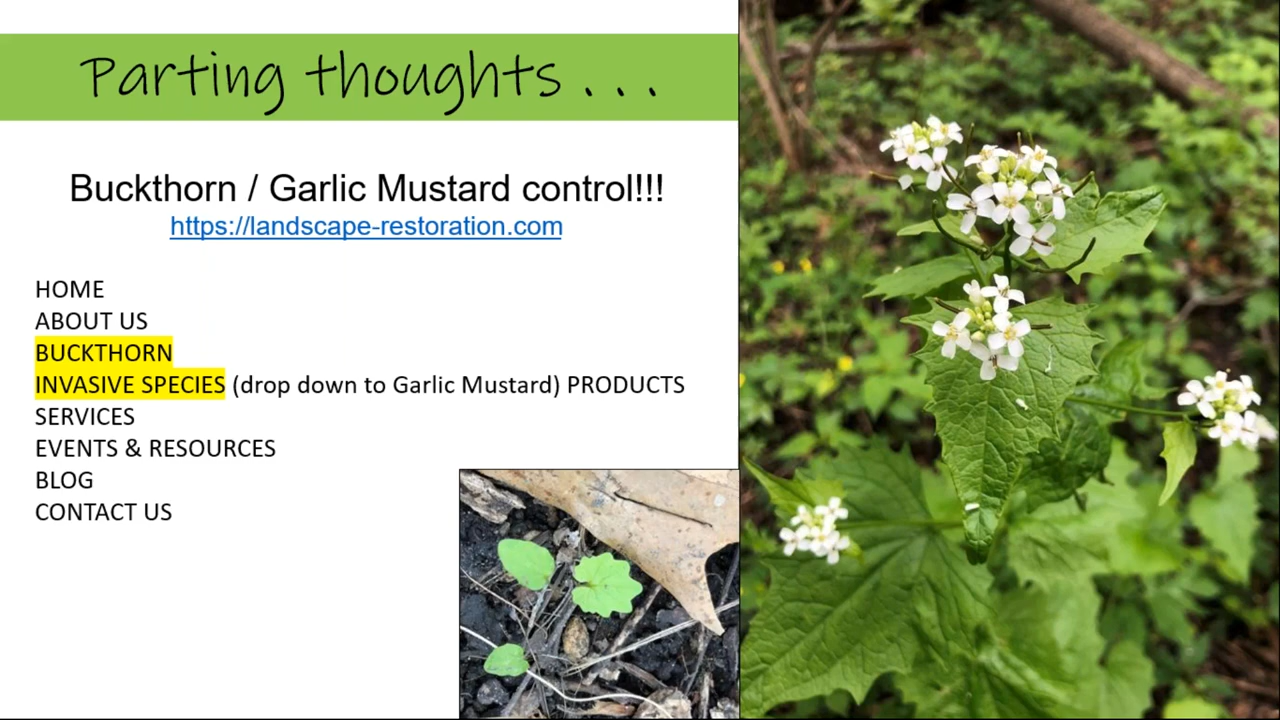 Parting thoughts . . .
Buckthorn / Garlic Mustard control!!!
https://landscape-restoration.com
HOME
ABOUT US
BUCKTHORN
INVASIVE SPECIES (drop down to Garlic Mustard) PRODUCTS
SERVICES
EVENTS & RESOURCES
BLOG
CONTACT US